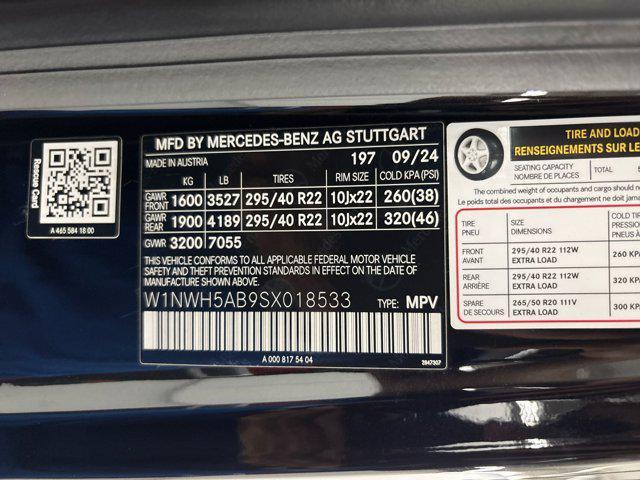 Rescue Card
A 465 584 18 00
MFD BY MERCEDES-BENZ AG STUTTGART
MADE IN AUSTRIA 197 09/24
KG LB TIRES RIM SIZE COLD KPA(PSI)
GAWR FRONT 1600 3527 295/40 R22 10Jx22 260(38)
GAWR REAR 1900 4189 295/40 R22 10Jx22 320(46)
GVWR 3200 7055
THIS VEHICLE CONFORMS TO ALL APPLICABLE FEDERAL MOTOR VEHICLE
SAFETY STANDARDS IN EFFECT ON THE DATE OF
MANUFACTURE SHOWN ABOVE.
W1NWH5AB9SX018533 TYPE: MPV
A 000 817 54 04
2847307
TIRE AND LOAD
RENSEIGNEMENTS SUR LE
SEATING CAPACITY
NOMBRE DE PLACES
TOTAL
The combined weight of occupants and cargo should n
Le poids total des occupants et du chargement ne doit jamais
TIRE
PNEU
SIZE
DIMENSIONS
COLD TI
PRESSION
PNEUS
FRONT
AVANT
295/40 R22 112W
EXTRA LOAD
260 KPA
REAR
ARRIÈRE
295/40 R22 112W
EXTRA LOAD
320 KPA
SPARE
DE SECOURS
265/50 R20 111V
EXTRA LOAD
300 KPA